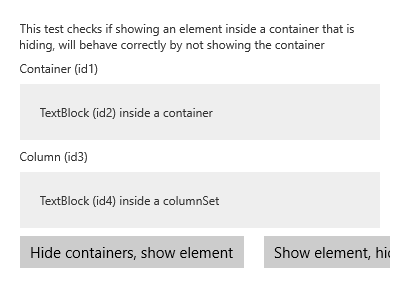 This test checks if showing an element inside a container that is
hiding, will behave correctly by not showing the container
Container (id1)
TextBlock (id2) inside a container
Column (id3)
TextBlock (id4) inside a columnSet
Hide containers, show element
Show element, hi